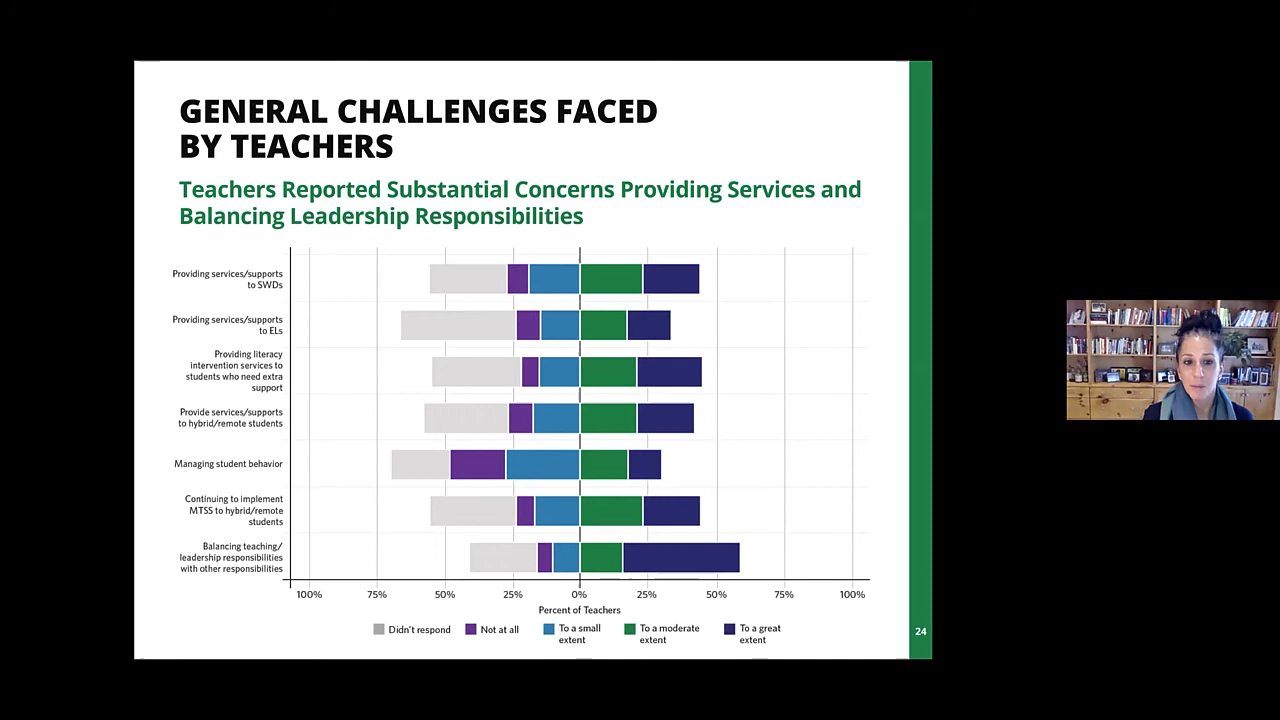 GENERAL CHALLENGES FACED
BY TEACHERS
Teachers Reported Substantial Concerns Providing Services and
Balancing Leadership Responsibilities
Providing services/supports
to SWDs
Providing services/supports
to ELs
Providing literacy
intervention services to
students who need extra
support
Provide services/supports
to hybrid/remote students
Managing student behavior
Continuing to implement
MTSS to hybrid/remote
students
Balancing teaching/
leadership responsibilities
with other responsibilities
100% 75% 50% 25% 0% 25% 50% 75% 100%
Percent of Teachers
Didn't respond
Not at all
To a small
extent
To a moderate
extent
To a great
extent
24